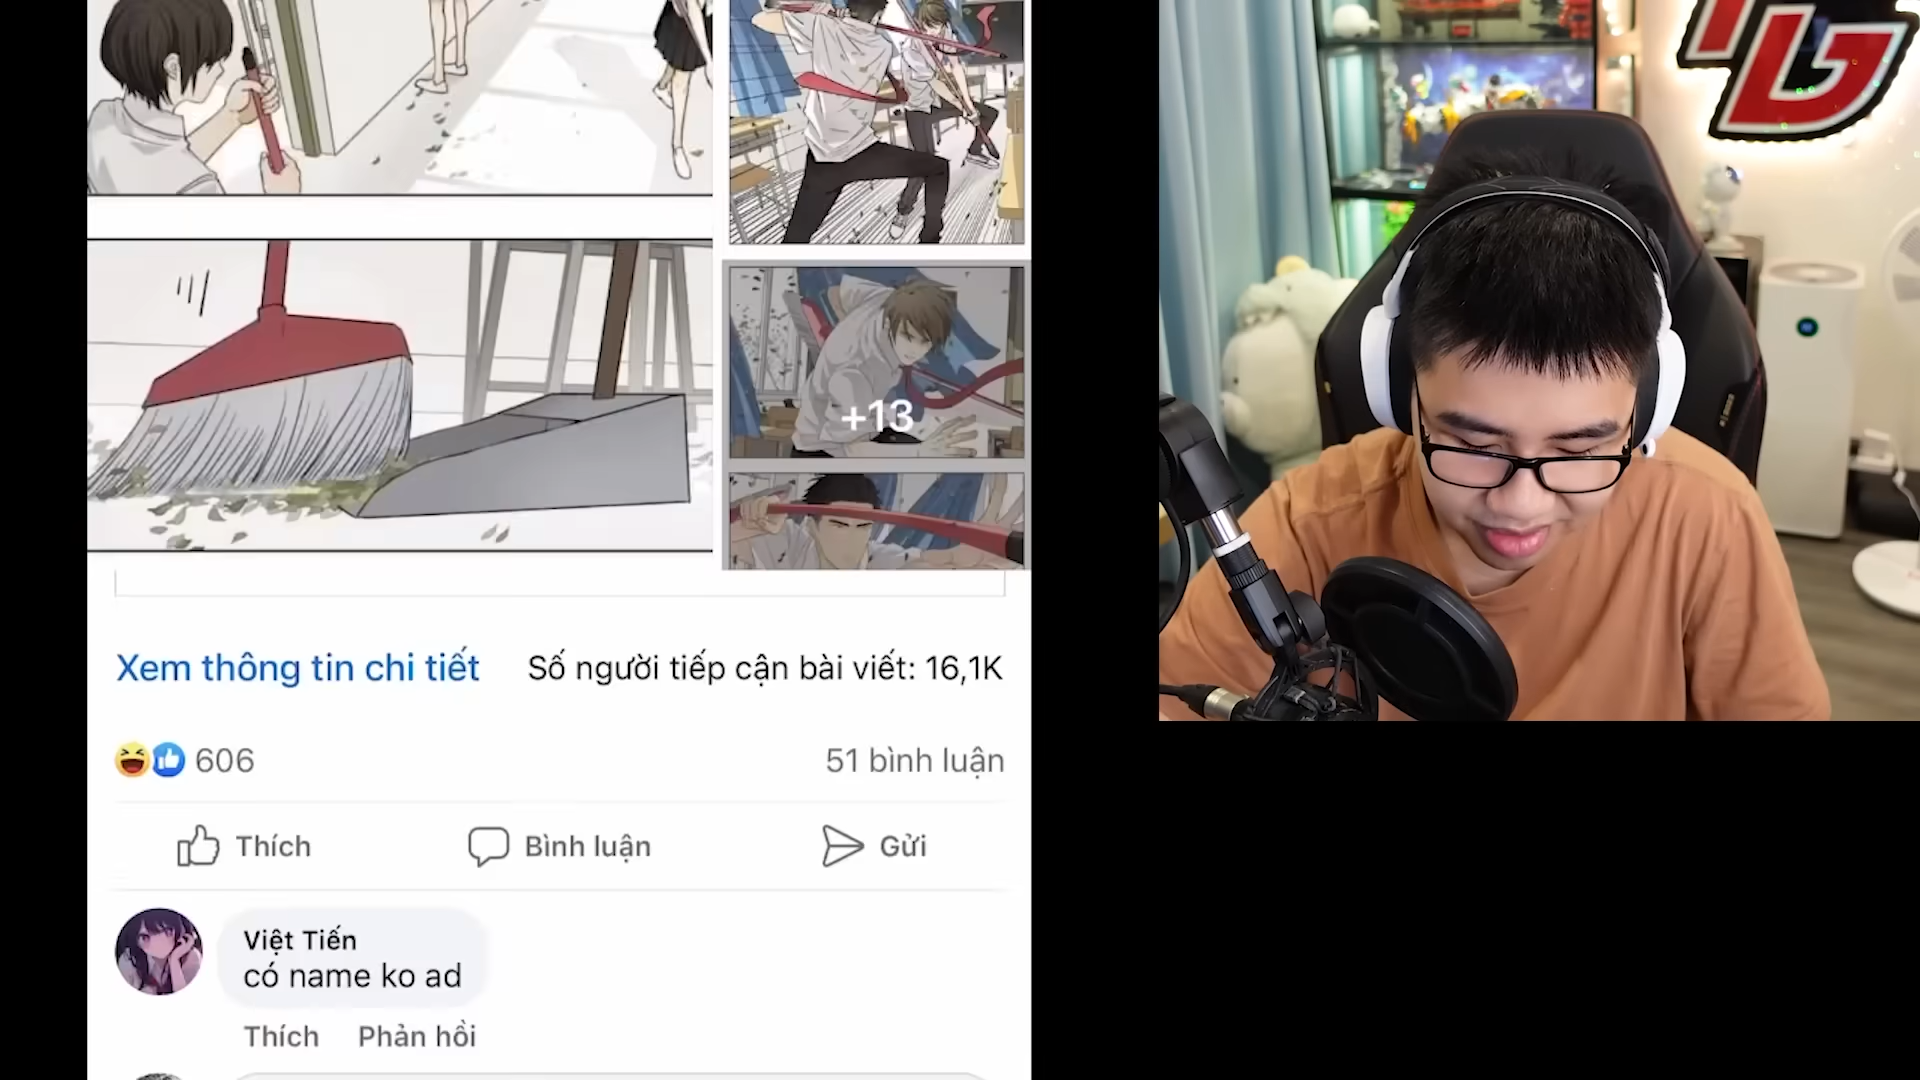 +13
Xem thông tin chi tiết
Số người tiếp cận bài viết: 16,1K
606
51 bình luận
Thích
Bình luận
Gửi
Việt Tiến
có name ko ad
Thích
Phản hồi